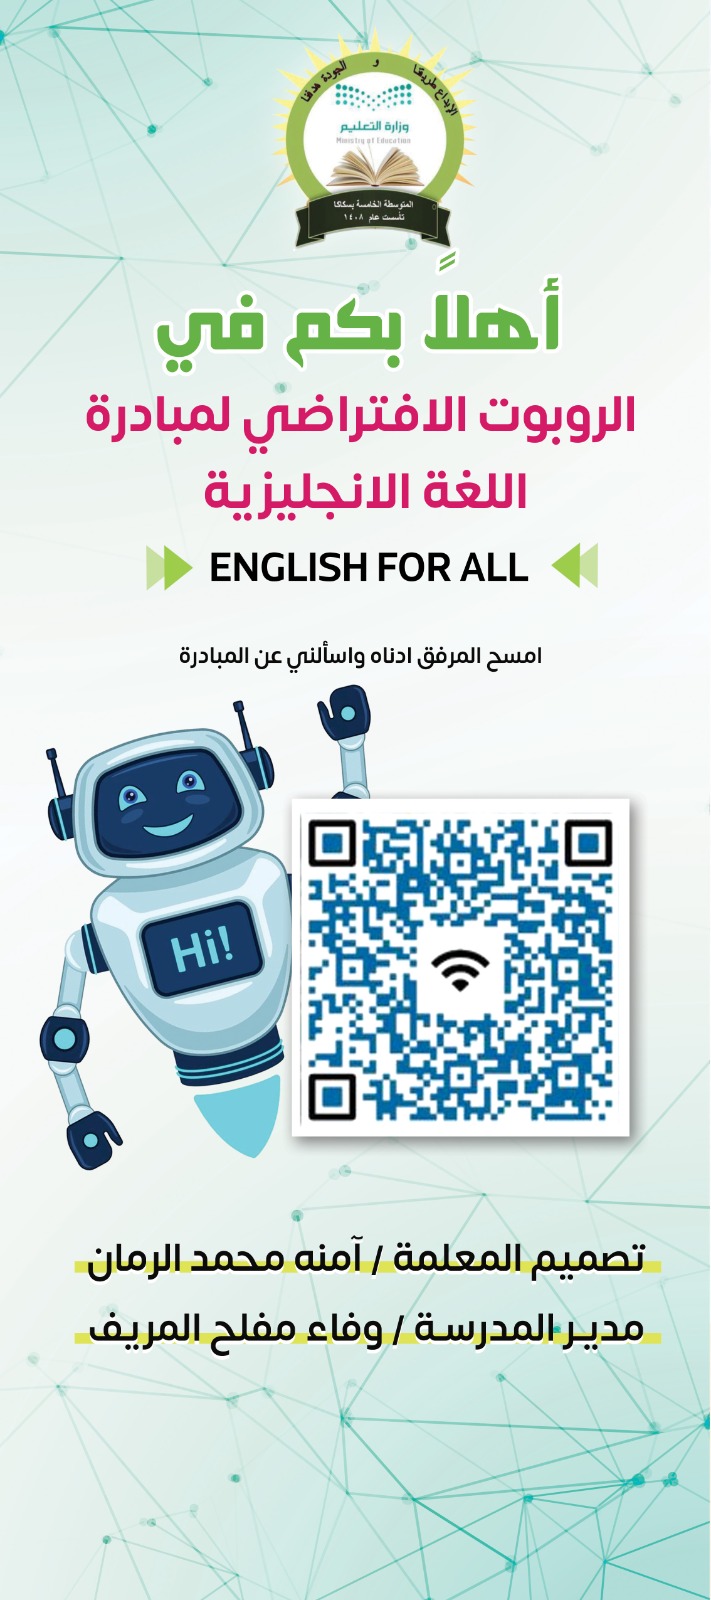 الإبداع طريقنا و الجودة هدفنا
وزارة التعليم
Ministry of Education
المتوسطة الخامسة بسكاكا
تأسست عام ١٤٠٨
أهلاً بكم في
الروبوت الافتراضي لمبادرة
اللغة الانجليزية
ENGLISH FOR ALL
امسح المرفق ادناه واسألني عن المبادرة
Hi!
تصميم المعلمة / آمنه محمد الرمان
مدير المدرسة / وفاء مفلح المريف